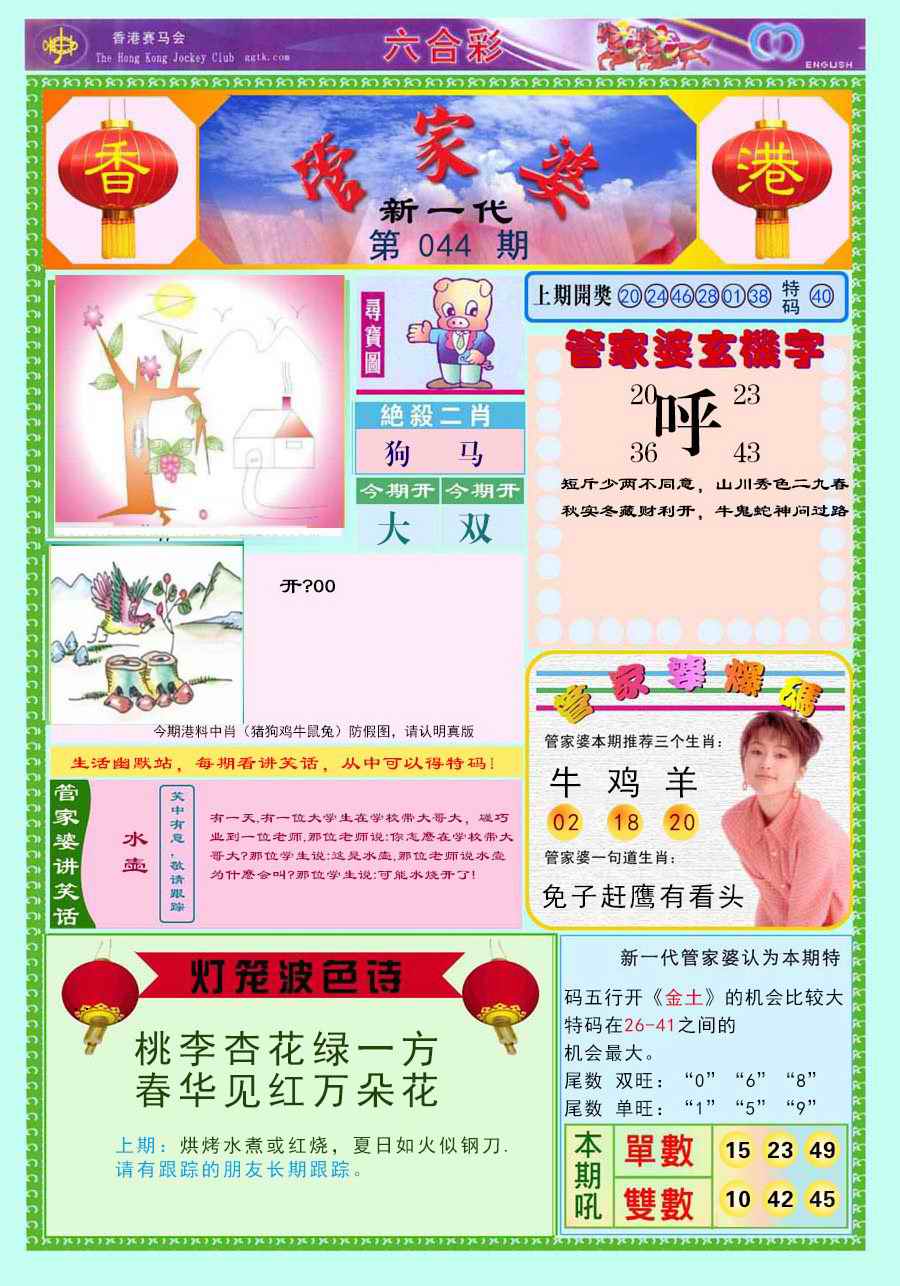 香港赛马会
The Hong Kong Jockey Club ggtk.com
六合彩
ENGLISH
香
管家婆
新一代
第 044 期
港
尋寶圖
絶殺二肖
狗 马
今期开 今期开
大 双
上期開獎 20 24 46 28 01 38 特码 40
管家婆玄機字
20 23
呼
36 43
短斤少两不同意，山川秀色二九春
秋实冬藏财利开，牛鬼蛇神问过路
开?00
今期港料中肖（猪狗鸡牛鼠兔）防假图，请认明真版
生活幽默站，每期看讲笑话，从中可以得特码！
管家婆讲笑话
水壶
笑中有意，敬请跟踪
有一天,有一位大学生在学校带大哥大，碰巧
业到一位老师,那位老师说:你怎麽在学校带大
哥大?那位学生说:这是水壶,那位老师说水壶
为什麽会叫?那位学生说:可能水烧开了!
管家婆爆碼
管家婆本期推荐三个生肖：
牛 鸡 羊
02 18 20
管家婆一句道生肖：
兔子赶鹰有看头
灯笼波色诗
桃李杏花绿一方
春华见红万朵花
上期：烘烤水煮或红烧，夏日如火似钢刀.
请有跟踪的朋友长期跟踪。
新一代管家婆认为本期特
码五行开《金土》的机会比较大
特码在26-41之间的
机会最大。
尾数 双旺：“0”“6”“8”
尾数 单旺：“1”“5”“9”
本期吼
單數 15 23 49
雙數 10 42 45